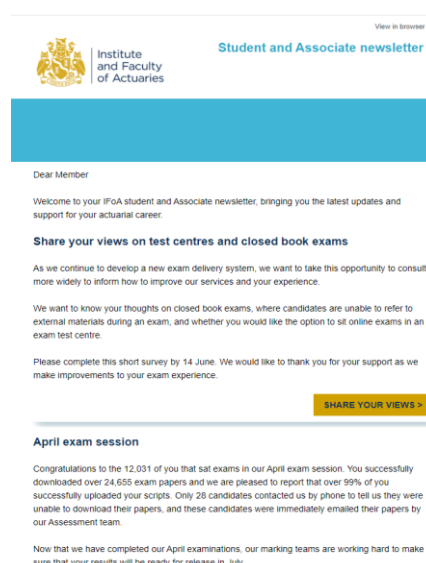 View in browser
Institute
and Faculty
of Actuaries
Student and Associate newsletter
Dear Member
Welcome to your IFoA student and Associate newsletter, bringing you the latest updates and
support for your actuarial career.
Share your views on test centres and closed book exams
As we continue to develop a new exam delivery system, we want to take this opportunity to consult
more widely to inform how to improve our services and your experience.
We want to know your thoughts on closed book exams, where candidates are unable to refer to
external materials during an exam, and whether you would like the option to sit online exams in an
exam test centre.
Please complete this short survey by 14 June. We would like to thank you for your support as we
make improvements to your exam experience.
SHARE YOUR VIEWS >
April exam session
Congratulations to the 12,031 of you that sat exams in our April exam session. You successfully
downloaded over 24,655 exam papers and we are pleased to report that over 99% of you
successfully uploaded your scripts. Only 28 candidates contacted us by phone to tell us they were
unable to download their papers, and these candidates were immediately emailed their papers by
our Assessment team.
Now that we have completed our April examinations, our marking teams are working hard to make
sure that your results will be ready for release in July.